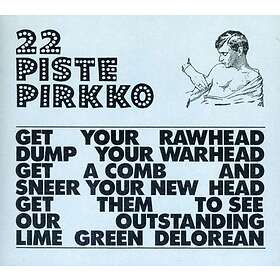 22
PISTE
PIRKKO
GET YOUR RAWHEAD
DUMP YOUR WARHEAD
GET A COMB AND
SNEER YOUR NEW HEAD
GET THEM TO SEE
OUR OUTSTANDING
LIME GREEN DELOREAN